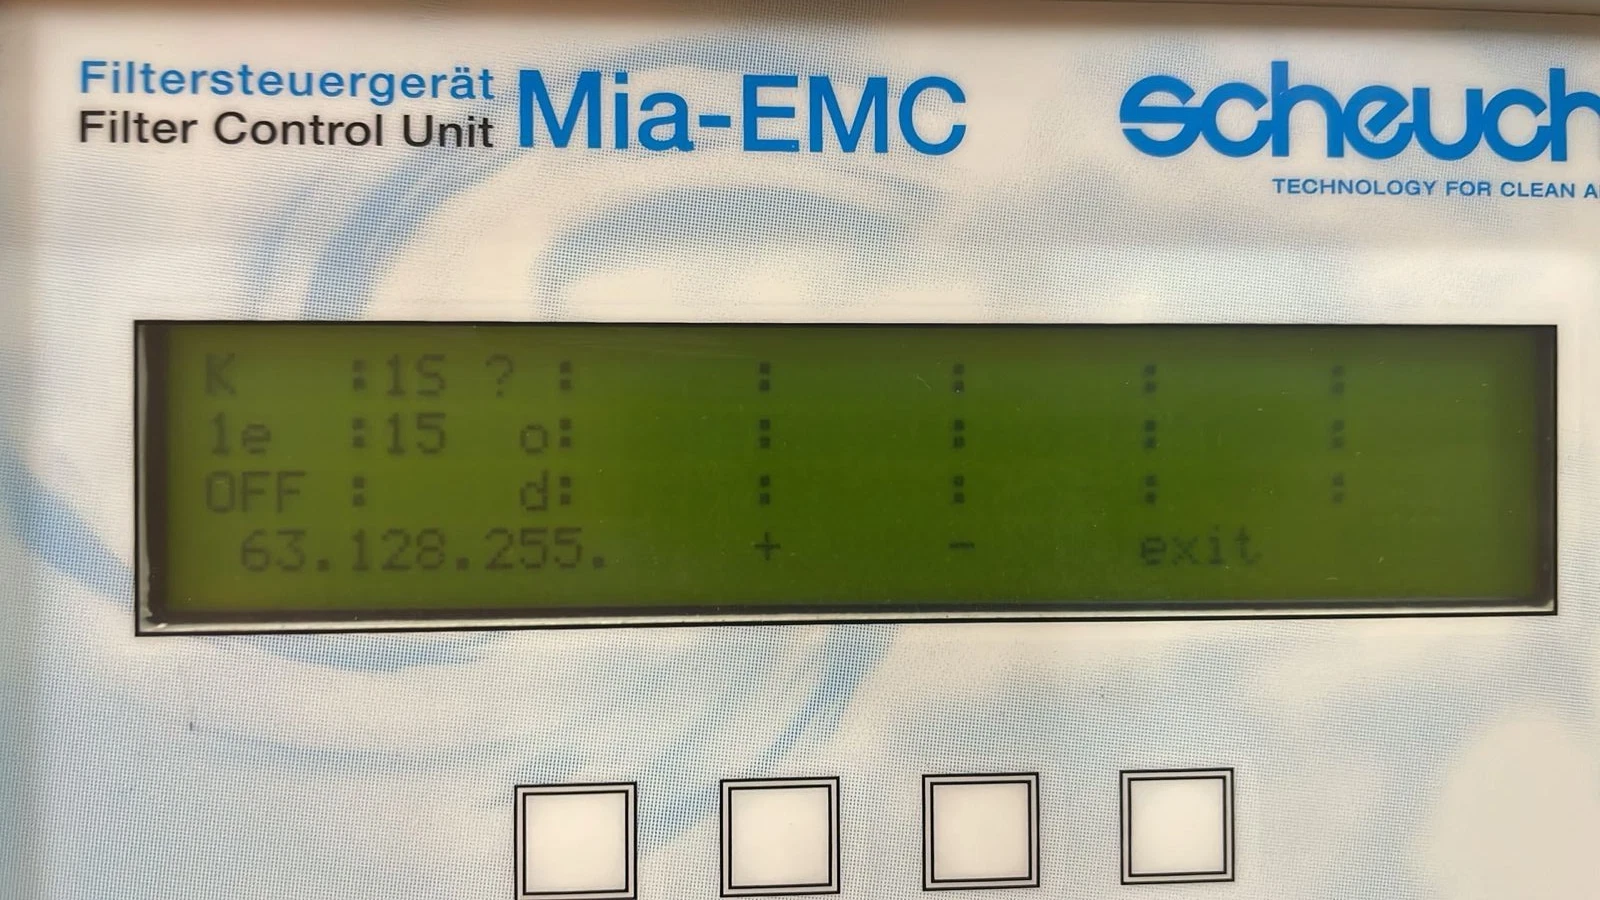 Filtersteuergerät
Filter Control Unit
Mia-EMC
scheuch
TECHNOLOGY FOR CLEAN A
K : 15 ? : : : : :
1e : 15 o: : : : :
OFF : d: : : : :
63.128.255. + - exit